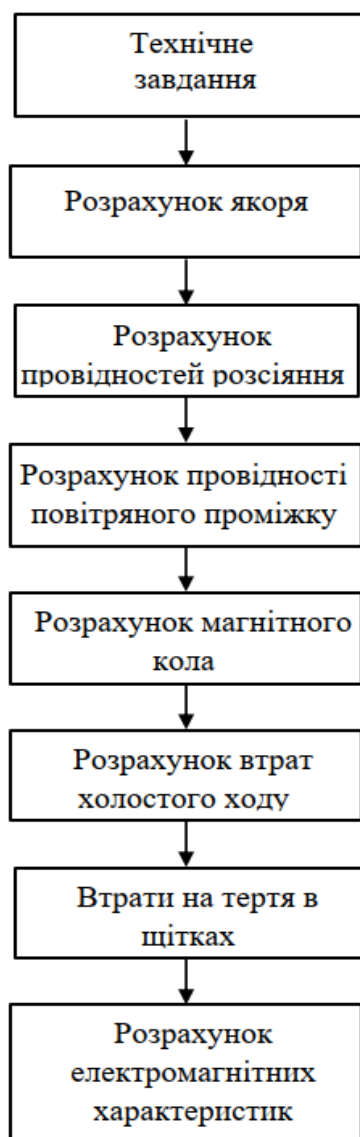 Технічне
завдання
Розрахунок якоря
Розрахунок
провідностей розсіяння
Розрахунок провідності
повітряного проміжку
Розрахунок магнітного
кола
Розрахунок втрат
холостого ходу
Втрати на тертя в
щітках
Розрахунок
електромагнітних
характеристик